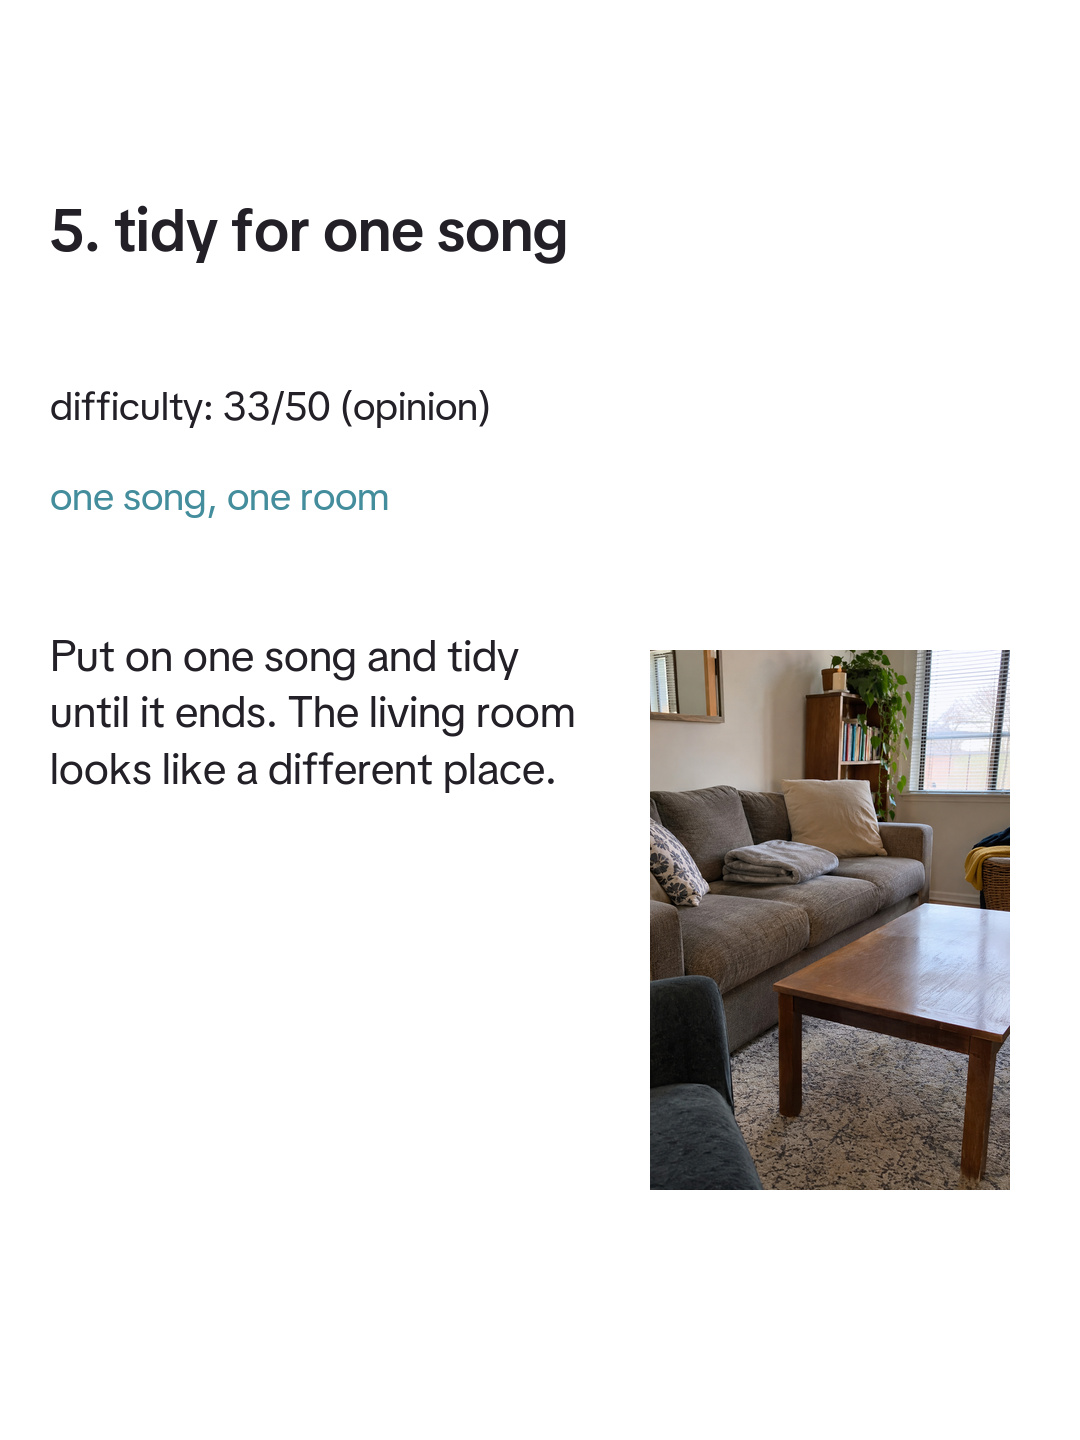 5. tidy for one song
difficulty: 33/50 (opinion)
one song, one room
Put on one song and tidy
until it ends. The living room
looks like a different place.